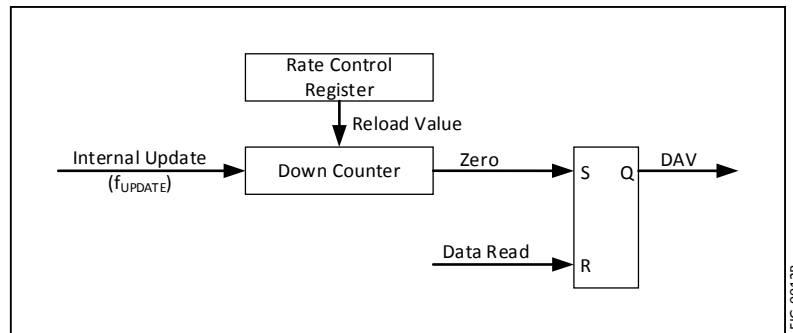 Rate Control
Register
Reload Value
Internal Update
(fUPDATE)
Down Counter
Zero
S
Q
DAV
Data Read
R